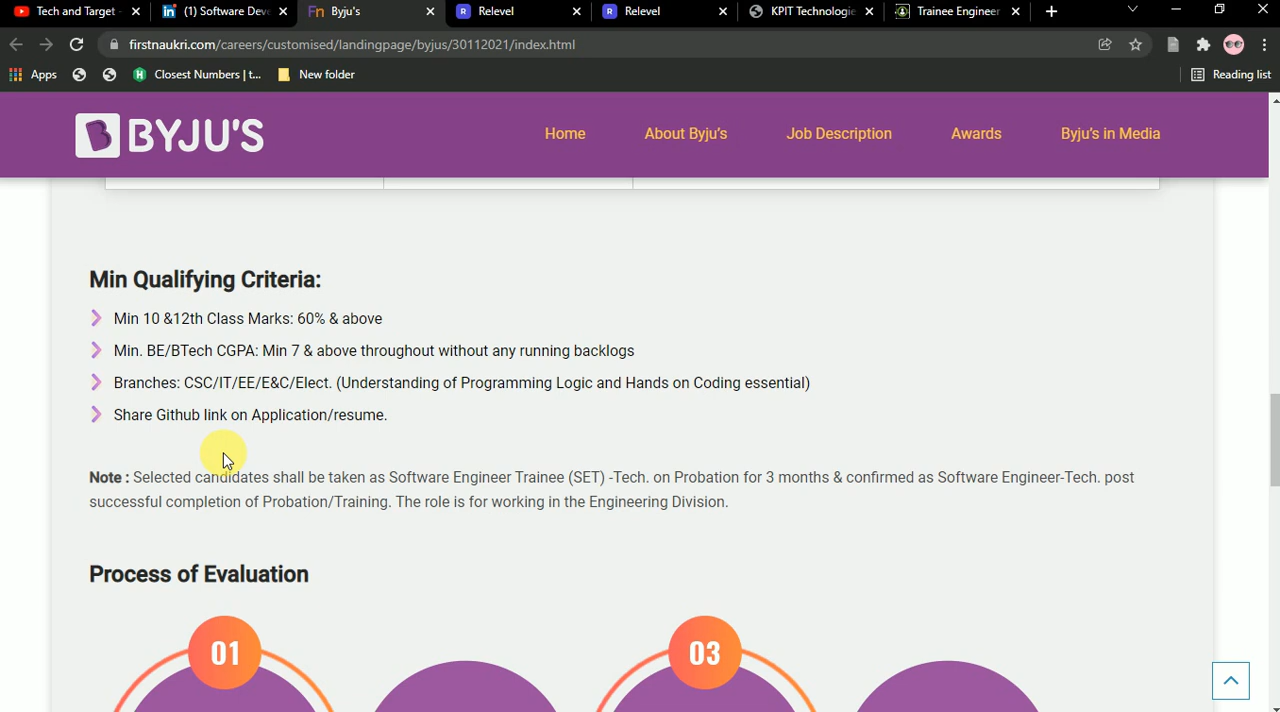 Tech and Target
(1) Software Deve
Byju's
Relevel
Relevel
KPIT Technologie
Trainee Engineer
firstnaukri.com/careers/customised/landingpage/byjus/30112021/index.html
Apps
Closest Numbers | t...
New folder
Reading list
BYJU'S
Home
About Byju's
Job Description
Awards
Byju's in Media
Min Qualifying Criteria:
Min 10 &12th Class Marks: 60% & above
Min. BE/BTech CGPA: Min 7 & above throughout without any running backlogs
Branches: CSC/IT/EE/E&C/Elect. (Understanding of Programming Logic and Hands on Coding essential)
Share Github link on Application/resume.
Note : Selected candidates shall be taken as Software Engineer Trainee (SET) -Tech. on Probation for 3 months & confirmed as Software Engineer-Tech. post
successful completion of Probation/Training. The role is for working in the Engineering Division.
Process of Evaluation
01
03